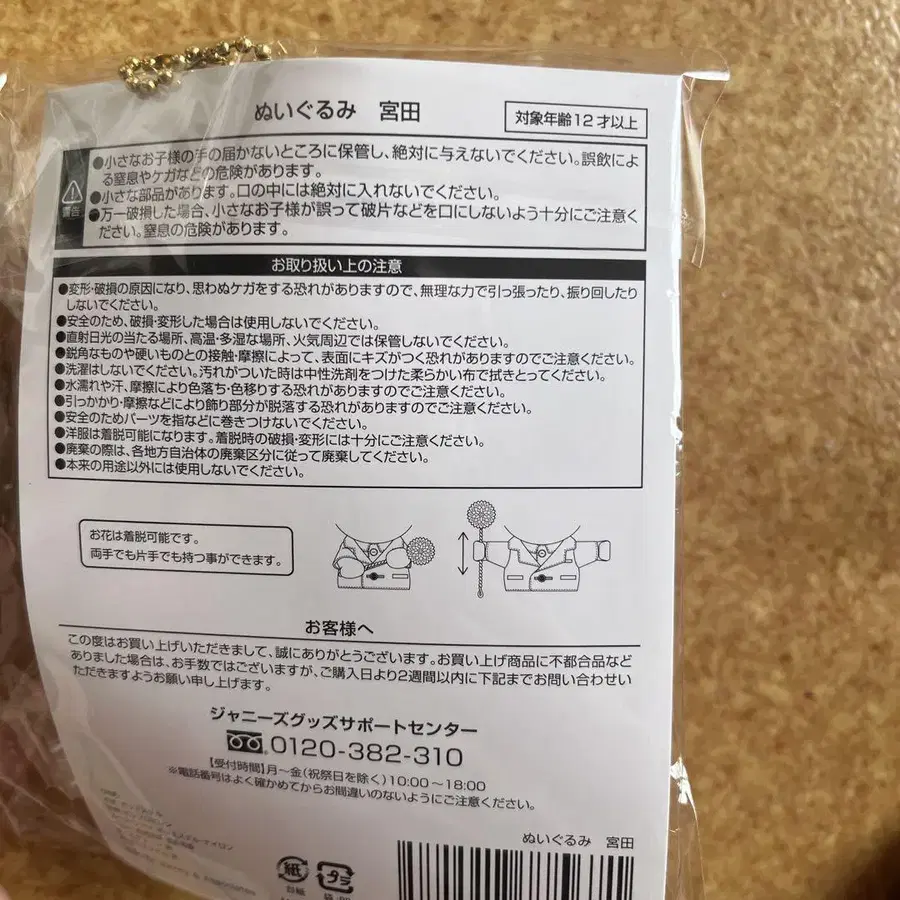 ぬいぐるみ　宮田
対象年齢12才以上
警告
●小さなお子様の手の届かないところに保管し、絶対に与えないでください。誤飲によ
る窒息やケガなどの危険があります。
●小さな部品があります。口の中には絶対に入れないでください。
●万一破損した場合、小さなお子様が誤って破片などを口にしないよう十分にご注意く
ださい。窒息の危険があります。
お取り扱い上の注意
●変形・破損の原因になり、思わぬケガをする恐れがありますので、無理な力で引っ張ったり、振り回したり
しないでください。
●安全のため、破損・変形した場合は使用しないでください。
●直射日光の当たる場所、高温・多湿な場所、火気周辺では保管しないでください。
●鋭角なものや硬いものとの接触・摩擦によって、表面にキズがつく恐れがありますのでご注意ください。
●洗濯はしないでください。汚れがついた時は中性洗剤をつけた柔らかい布で拭きとってください。
●水濡れや汗、摩擦により色落ち・色移りする恐れがありますのでご注意ください。
●引っかかり・摩擦などにより飾り部分が脱落する恐れがありますのでご注意ください。
●安全のためパーツを指などに巻きつけないでください。
●洋服は着脱可能になります。着脱時の破損・変形には十分にご注意ください。
●廃棄の際は、各地方自治体の廃棄区分に従って廃棄してください。
●本来の用途以外には使用しないでください。
お花は着脱可能です。
両手でも片手でも持つ事ができます。
お客様へ
この度はお買い上げいただきまして、誠にありがとうございます。お買い上げ商品に不都合品など
ありました場合は、お手数ではございますが、ご購入日より2週間以内に下記までお問い合わせい
ただきますようお願い申し上げます。
ジャニーズグッズサポートセンター
0120-382-310
【受付時間】月〜金(祝祭日を除く)10:00〜18:00
※電話番号はよく確かめてからお間違いのないようにご注意ください。
ぬいぐるみ　宮田
紙
台紙
プラ